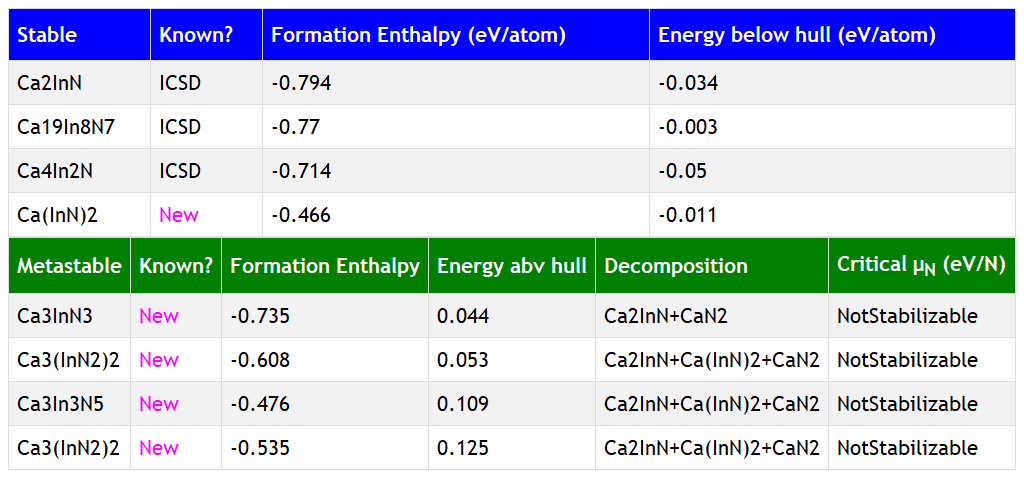 Stable Known? Formation Enthalpy (eV/atom) Energy below hull (eV/atom)
Ca2InN ICSD -0.794 -0.034
Ca19In8N7 ICSD -0.77 -0.003
Ca4In2N ICSD -0.714 -0.05
Ca(InN)2 New -0.466 -0.011
Metastable Known? Formation Enthalpy Energy abv hull Decomposition Critical μN (eV/N)
Ca3InN3 New -0.735 0.044 Ca2InN+CaN2 NotStabilizable
Ca3(InN2)2 New -0.608 0.053 Ca2InN+Ca(InN)2+CaN2 NotStabilizable
Ca3In3N5 New -0.476 0.109 Ca2InN+Ca(InN)2+CaN2 NotStabilizable
Ca3(InN2)2 New -0.535 0.125 Ca2InN+Ca(InN)2+CaN2 NotStabilizable